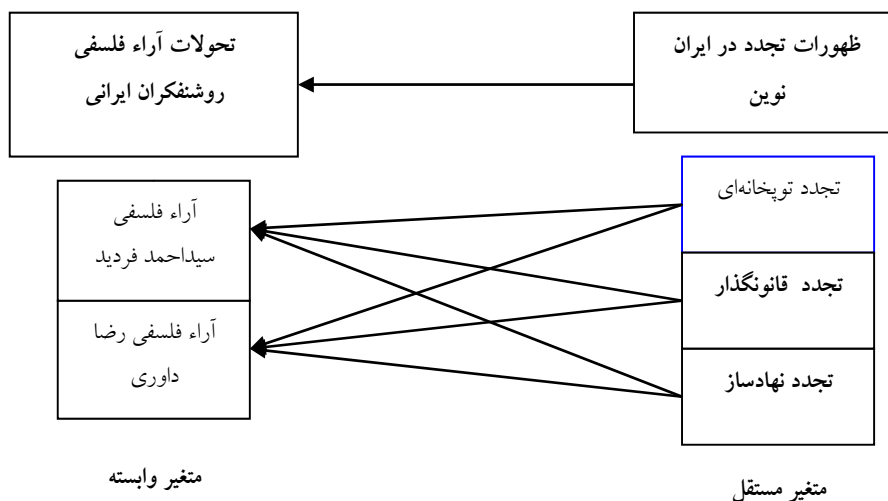 ظهورات تجدد در ایران
نوین
تحولات آراء فلسفی
روشنفکران ایرانی
تجدد توپخانه‌ای
تجدد قانونگذار
تجدد نهادساز
متغیر مستقل
آراء فلسفی
سیداحمد فردید
آراء فلسفی رضا
داوری
متغیر وابسته